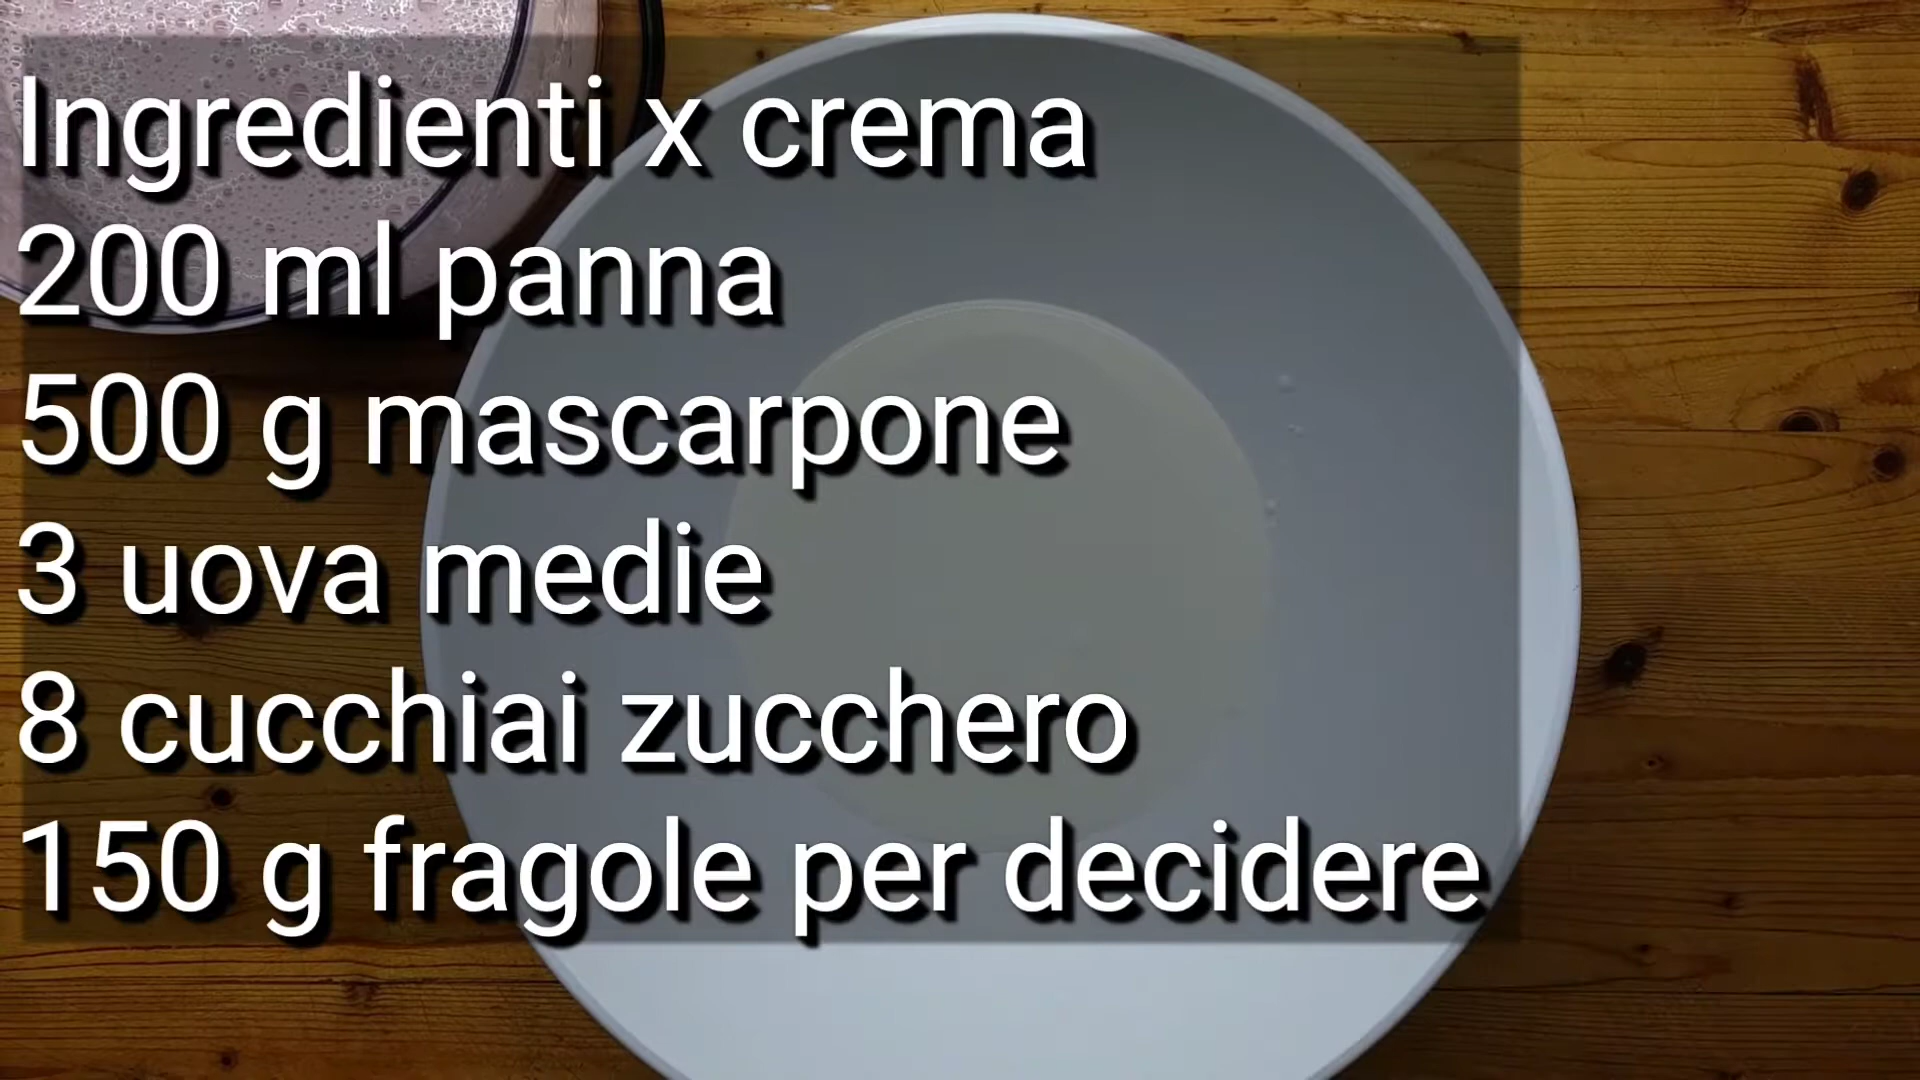 Ingredienti x crema
200 ml panna
500 g mascarpone
3 uova medie
8 cucchiai zucchero
150 g fragole per decidere